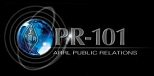 PR-101
ARRL PUBLIC RELATIONS